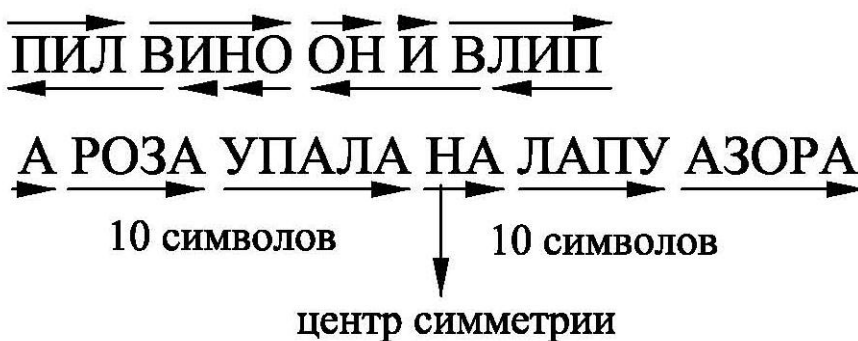 ПИЛ ВИНО ОН И ВЛИП
А РОЗА УПАЛА НА ЛАПУ АЗОРА
10 символов 10 символов
центр симметрии